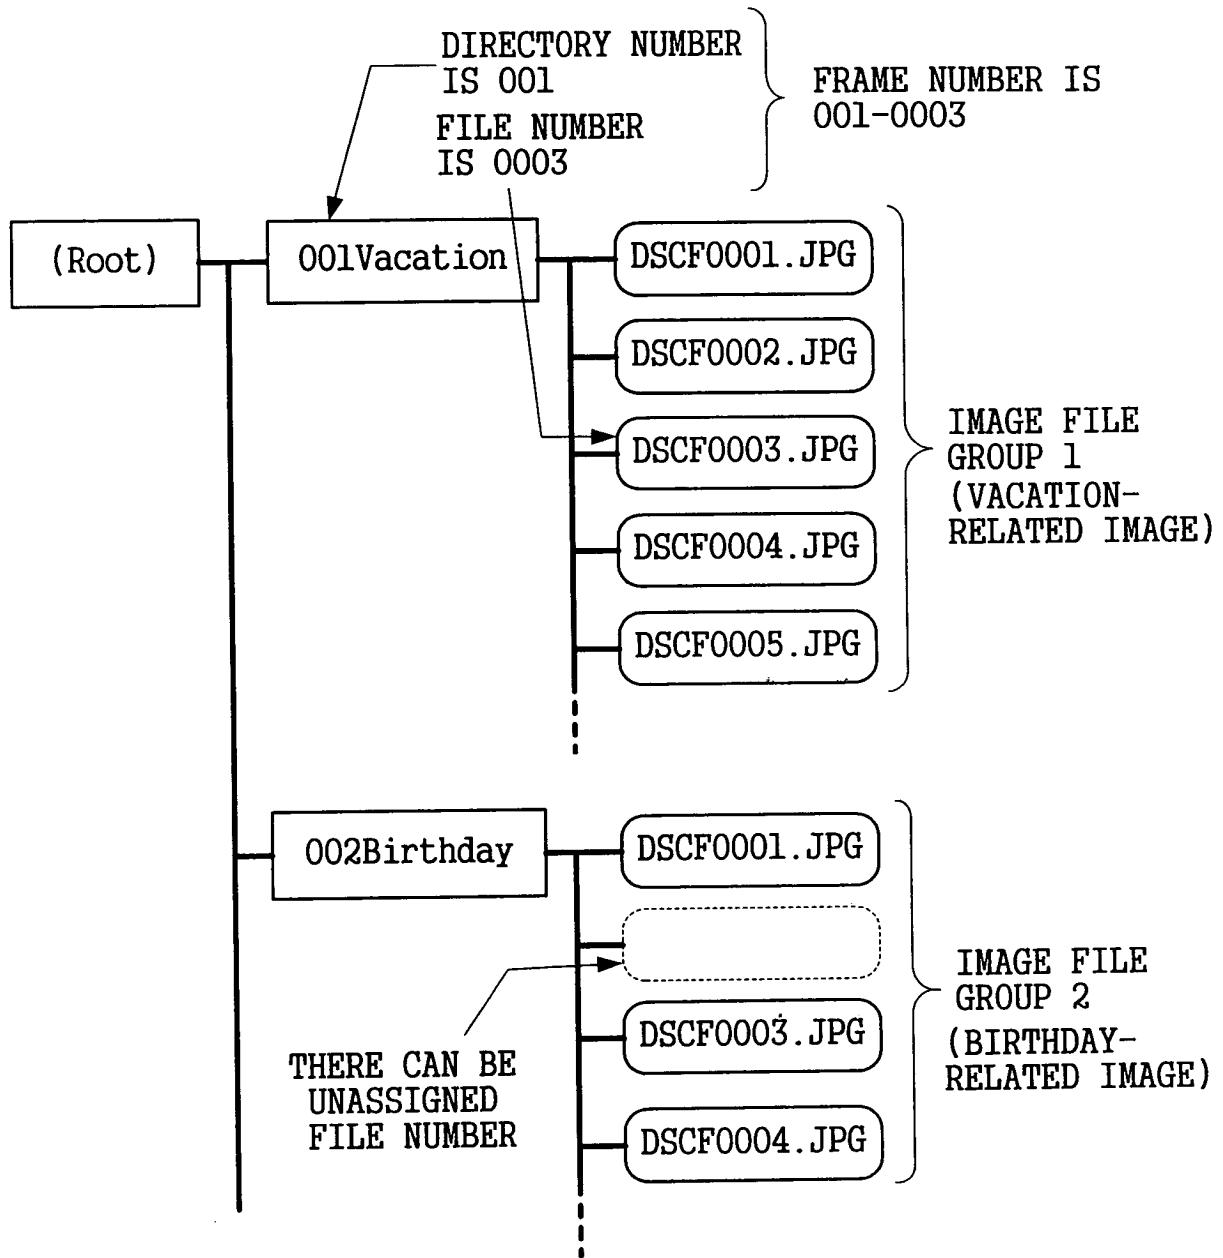 DIRECTORY NUMBER
IS 001
FILE NUMBER
IS 0003
FRAME NUMBER IS
001-0003
(Root)
001Vacation
DSCF0001.JPG
DSCF0002.JPG
DSCF0003.JPG
DSCF0004.JPG
DSCF0005.JPG
IMAGE FILE
GROUP 1
(VACATION-
RELATED IMAGE)
002Birthday
DSCF0001.JPG
DSCF0003.JPG
DSCF0004.JPG
THERE CAN BE
UNASSIGNED
FILE NUMBER
IMAGE FILE
GROUP 2
(BIRTHDAY-
RELATED IMAGE)